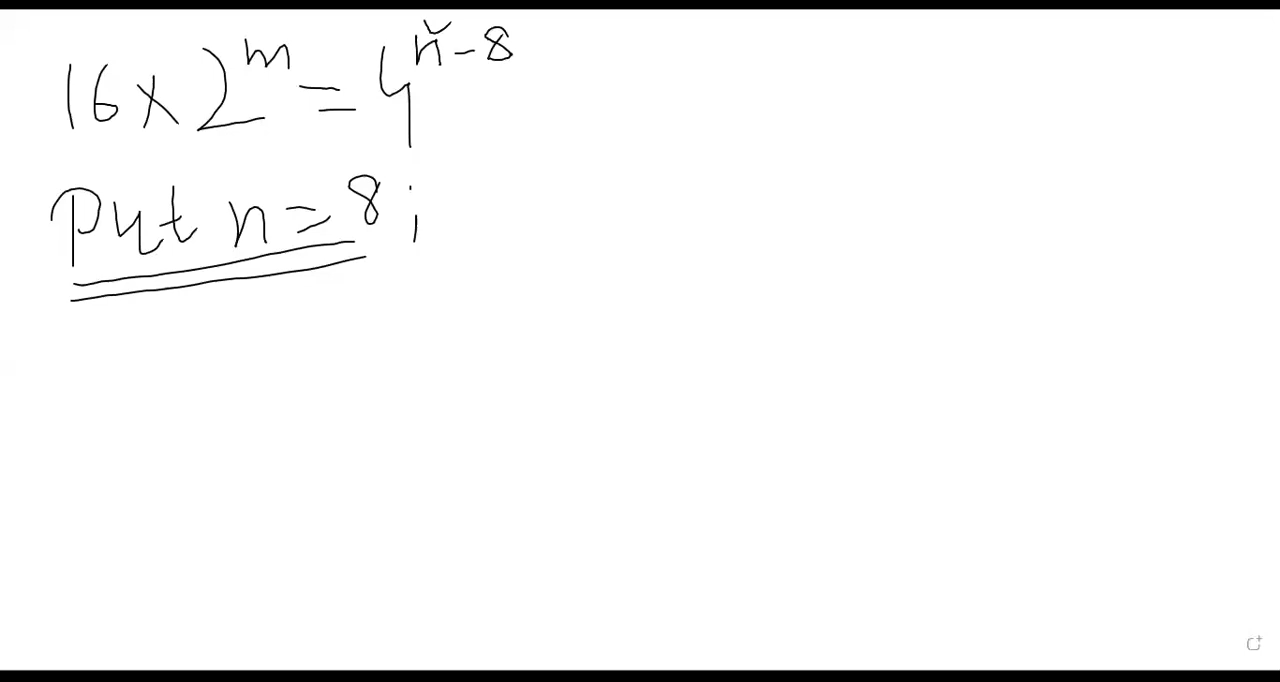 16 x 2^m = 4^n-8
Put n = 8 i